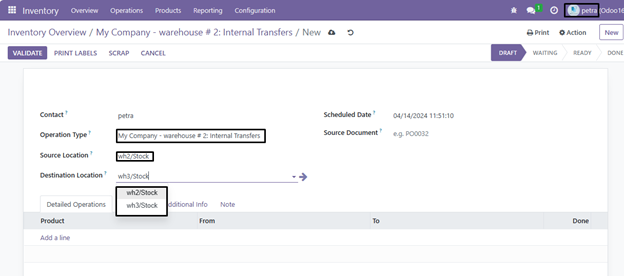 Inventory Overview Operations Products Reporting Configuration 1 petra (Odoo16
Inventory Overview / My Company - warehouse # 2: Internal Transfers / New Print Action New
VALIDATE PRINT LABELS SCRAP CANCEL DRAFT WAITING READY DONE
Contact ? petra Scheduled Date ? 04/14/2024 11:51:10
Operation Type ? My Company - warehouse # 2: Internal Transfers Source Document ? e.g. PO0032
Source Location ? wh2/Stock
Destination Location ? wh3/Stock
wh2/Stock
Detailed Operations wh3/Stock dditional Info Note
Product From To Done
Add a line